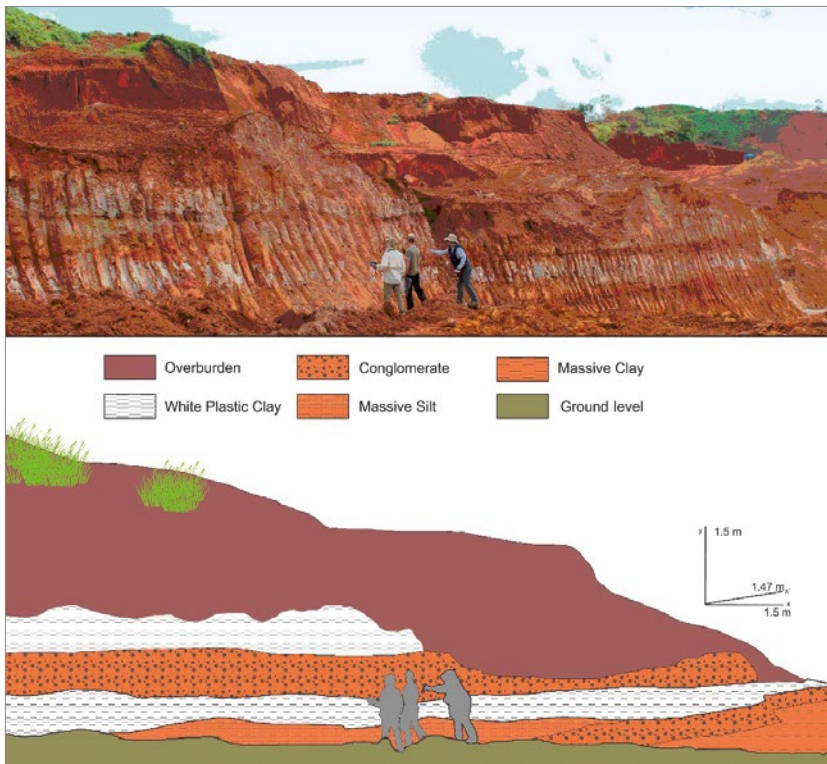 Overburden
Conglomerate
Massive Clay
White Plastic Clay
Massive Silt
Ground level
y
1.5 m
1.47 m
x'
x
1.5 m